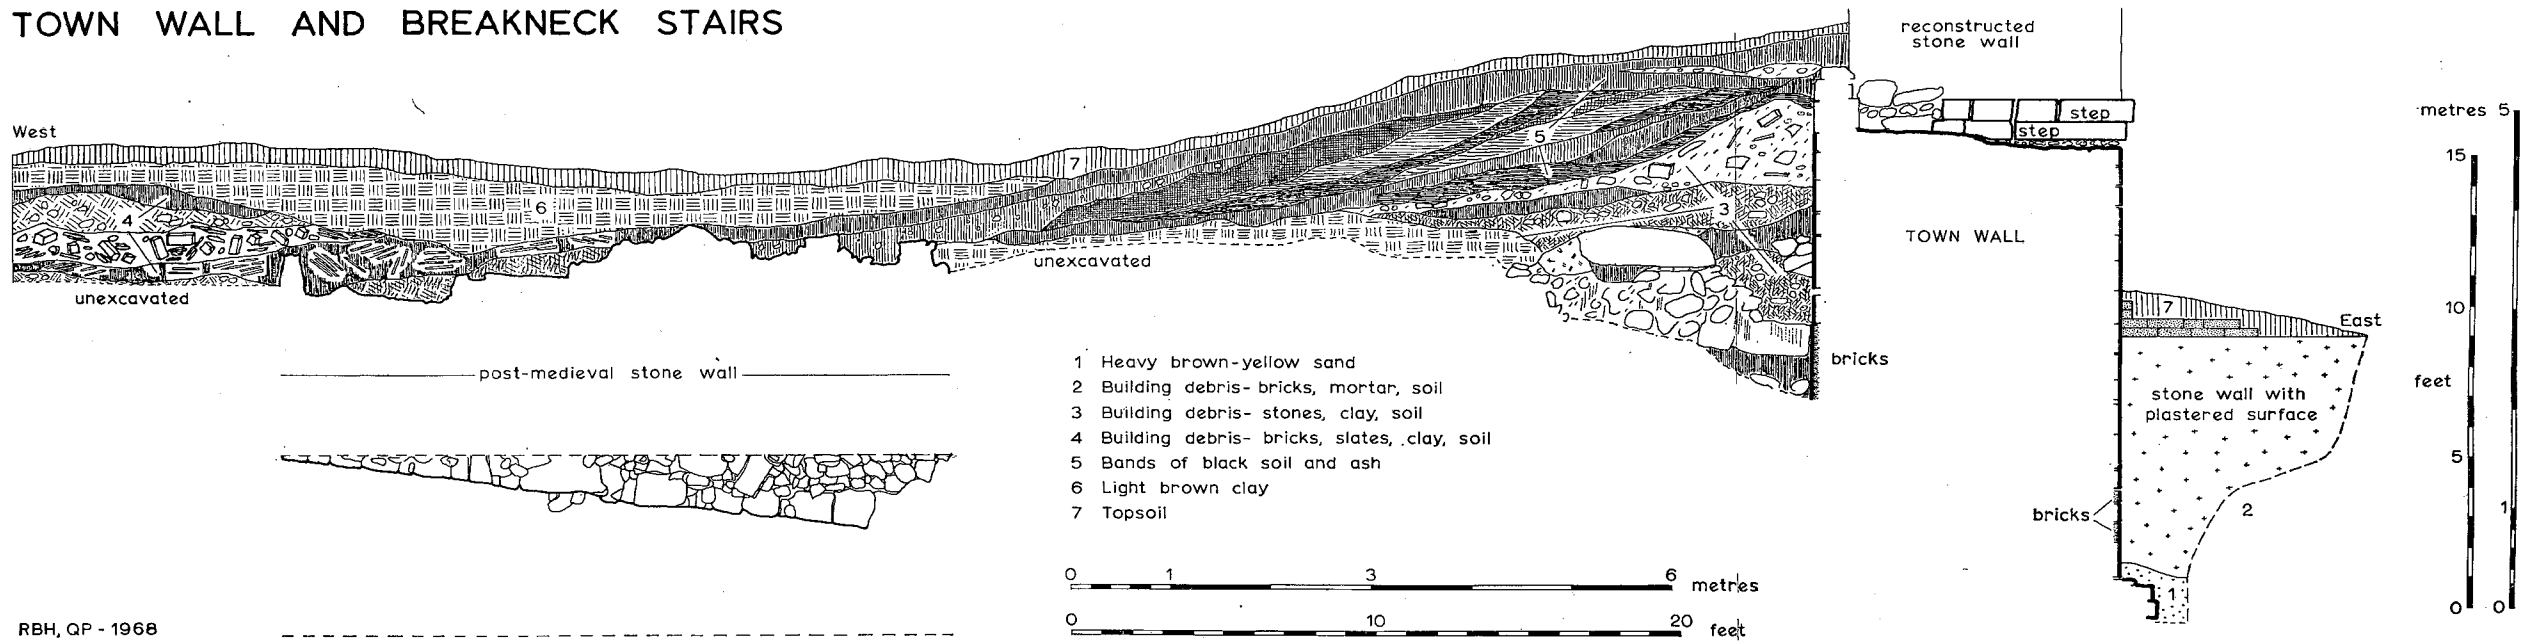 TOWN WALL AND BREAKNECK STAIRS
reconstructed
stone wall
West
step
step
metres 5
15
7
5
4
6
3
TOWN WALL
unexcavated
unexcavated
7
10
East
bricks
post-medieval stone wall
1 Heavy brown-yellow sand
2 Building debris- bricks, mortar, soil
3 Building debris- stones, clay, soil
4 Building debris- bricks, slates, clay, soil
5 Bands of black soil and ash
6 Light brown clay
7 Topsoil
feet
stone wall with
plastered surface
5
bricks
2
1
0 1 3 6 metres
1
0 0
0 10 20 feet
RBH, QP - 1968